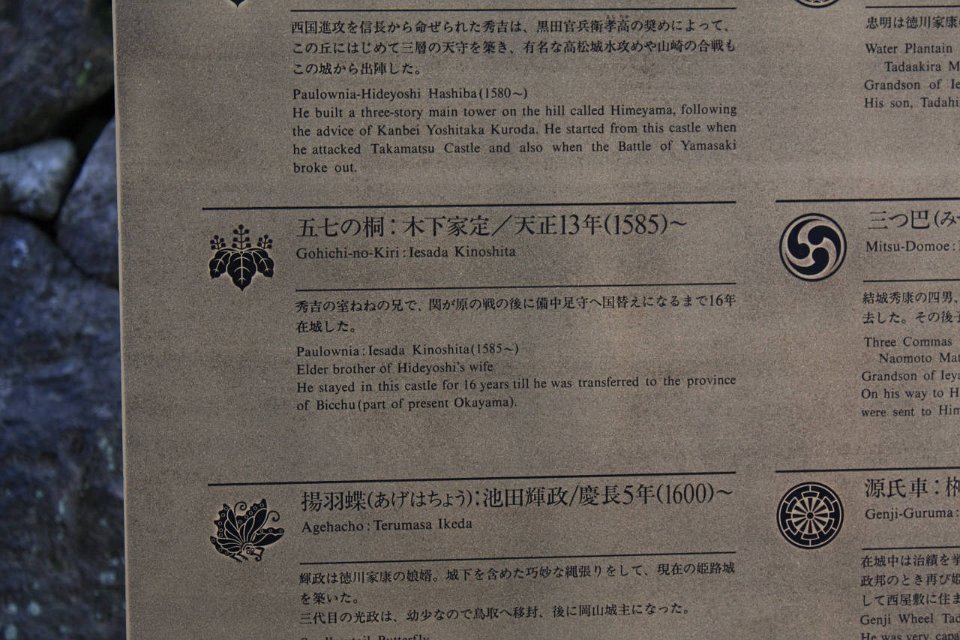 西国進攻を信長から命ぜられた秀吉は、黒田官兵衛孝高の奨めによって、
この丘にはじめて三層の天守を築き、有名な高松城水攻めや山崎の合戦も
この城から出陣した。
Paulownia-Hideyoshi Hashiba(1580~)
He built a three-story main tower on the hill called Himeyama, following
the advice of Kanbei Yoshitaka Kuroda. He started from this castle when
he attacked Takamatsu Castle and also when the Battle of Yamasaki
broke out.
五七の桐：木下家定／天正13年(1585)～
Gohichi-no-Kiri : Iesada Kinoshita
秀吉の室ねねの兄で、関が原の戦の後に備中足守へ国替えになるまで16年
在城した。
Paulownia : Iesada Kinoshita(1585~)
Elder brother of Hideyoshi's wife
He stayed in this castle for 16 years till he was transferred to the province
of Bicchu(part of present Okayama).
揚羽蝶(あげはちょう)：池田輝政/慶長5年(1600)～
Agehacho : Terumasa Ikeda
輝政は徳川家康の娘婿。城下を含めた巧妙な縄張りをして、現在の姫路城
を築いた。
三代目の光政は、幼少なので鳥取へ移封、後に岡山城主になった。
忠明は徳川家康
Water Plantain
Tadaakira M
Grandson of Ie
His son, Tadahi
三つ巴(み
Mitsu-Domoe :
結城秀康の四男、
去した。その後
Three Commas
Naomoto Mat
Grandson of Ieya
On his way to H
were sent to Him
源氏車：榊
Genji-Guruma :
在城中は治績を挙
政邦のとき再び姫
して西屋敷に住ま
Genji Wheel Tad
He was very capa